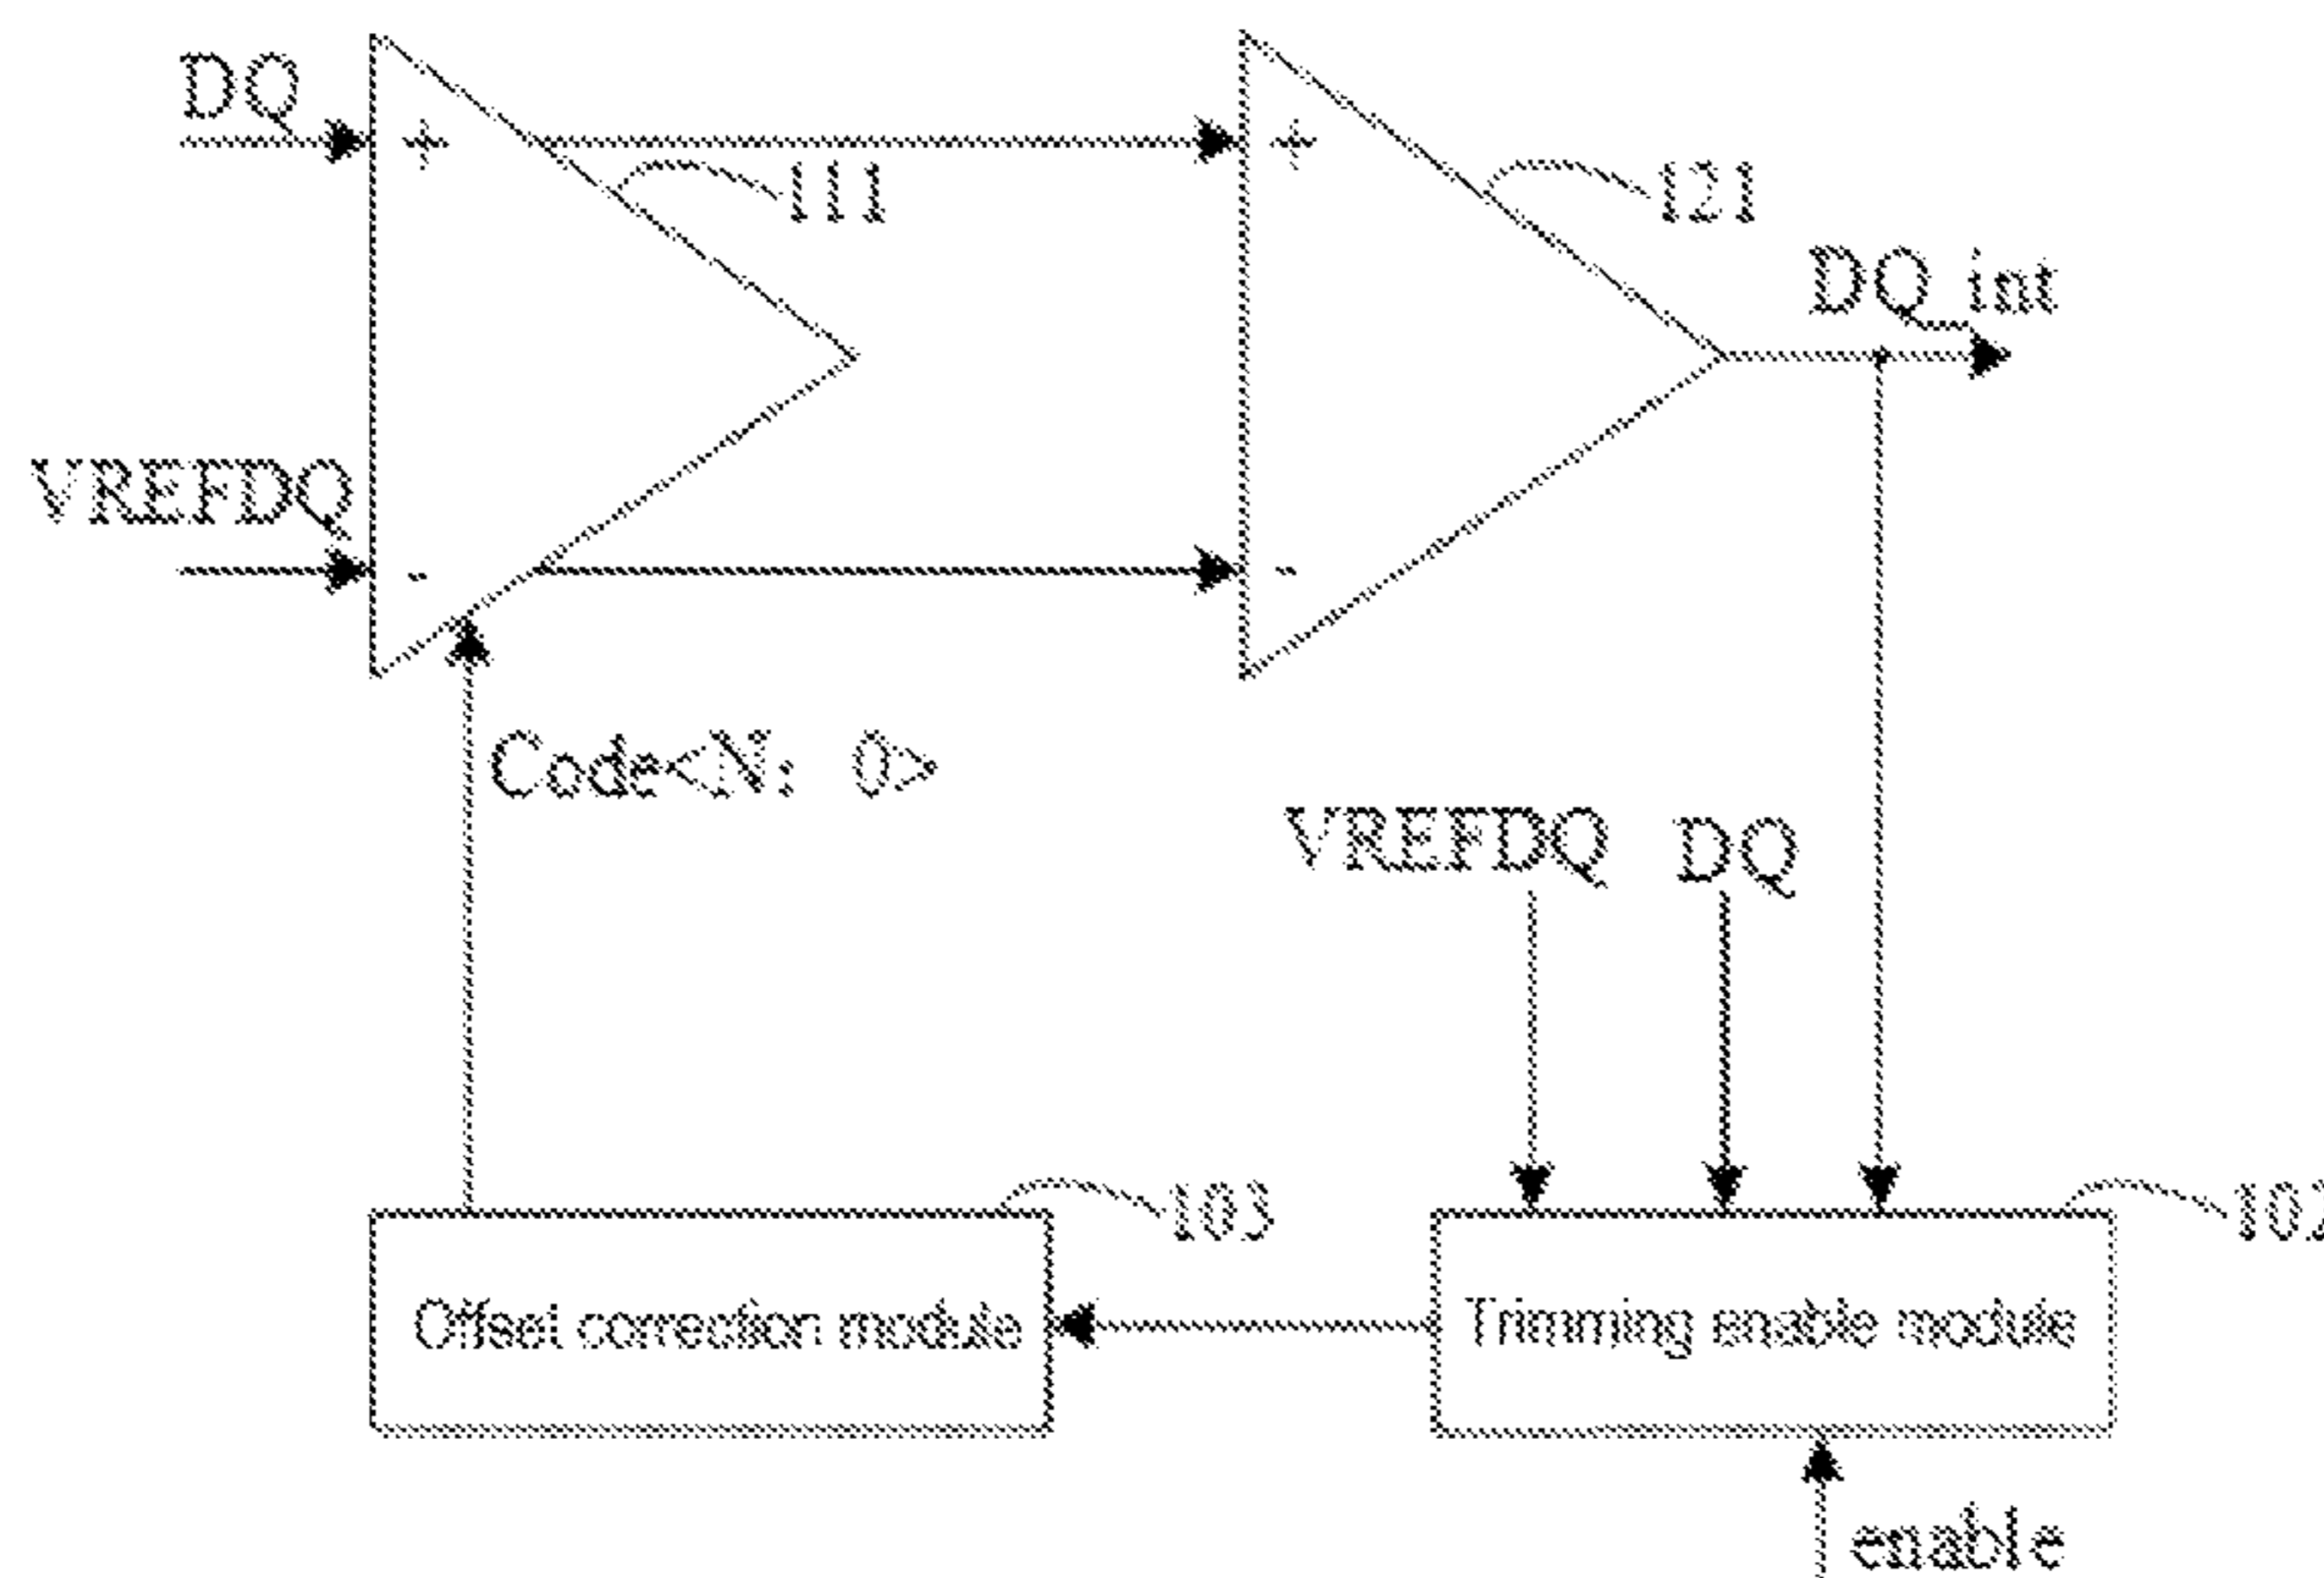 DQ
111
121
DQ_int
VREFDQ
Code<N: 0>
VREFDQ
DQ
103
Offset correction module
Trimming enable module
enable